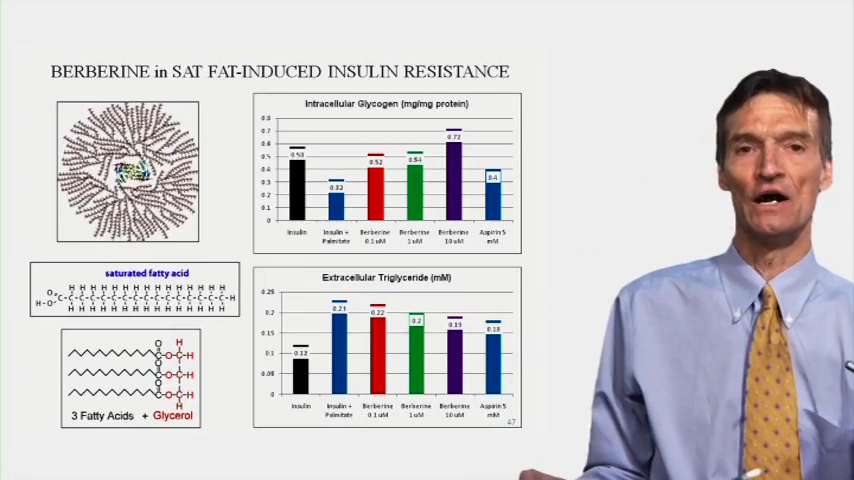 BERBERINE in SAT FAT-INDUCED INSULIN RESISTANCE
Intracellular Glycogen (mg/mg protein)
0.8
0.7
0.6
0.5
0.4
0.3
0.2
0.1
0
0.58
0.32
0.52
0.54
0.72
0.4
Insulin
Insulin + Palmitate
Berberine 0.1 uM
Berberine 1 uM
Berberine 10 uM
Aspirin 5 mM
saturated fatty acid
H H H H H H H H H H H H H H H
O
H-O C-C-C-C-C-C-C-C-C-C-C-C-C-C-C-C-H
H H H H H H H H H H H H H H H
Extracellular Triglyceride (mM)
0.25
0.2
0.15
0.1
0.05
0
0.12
0.23
0.22
0.2
0.19
0.18
Insulin
Insulin + Palmitate
Berberine 0.1 uM
Berberine 1 uM
Berberine 10 uM
Aspirin 5 mM
47
O H
C-O-C-H
O
C-O-C-H
O
C-O-C-H
H
3 Fatty Acids + Glycerol